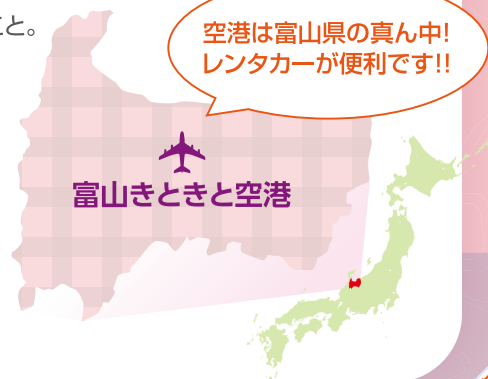 こと。
空港は富山県の真ん中!
レンタカーが便利です!!
富山きときと空港